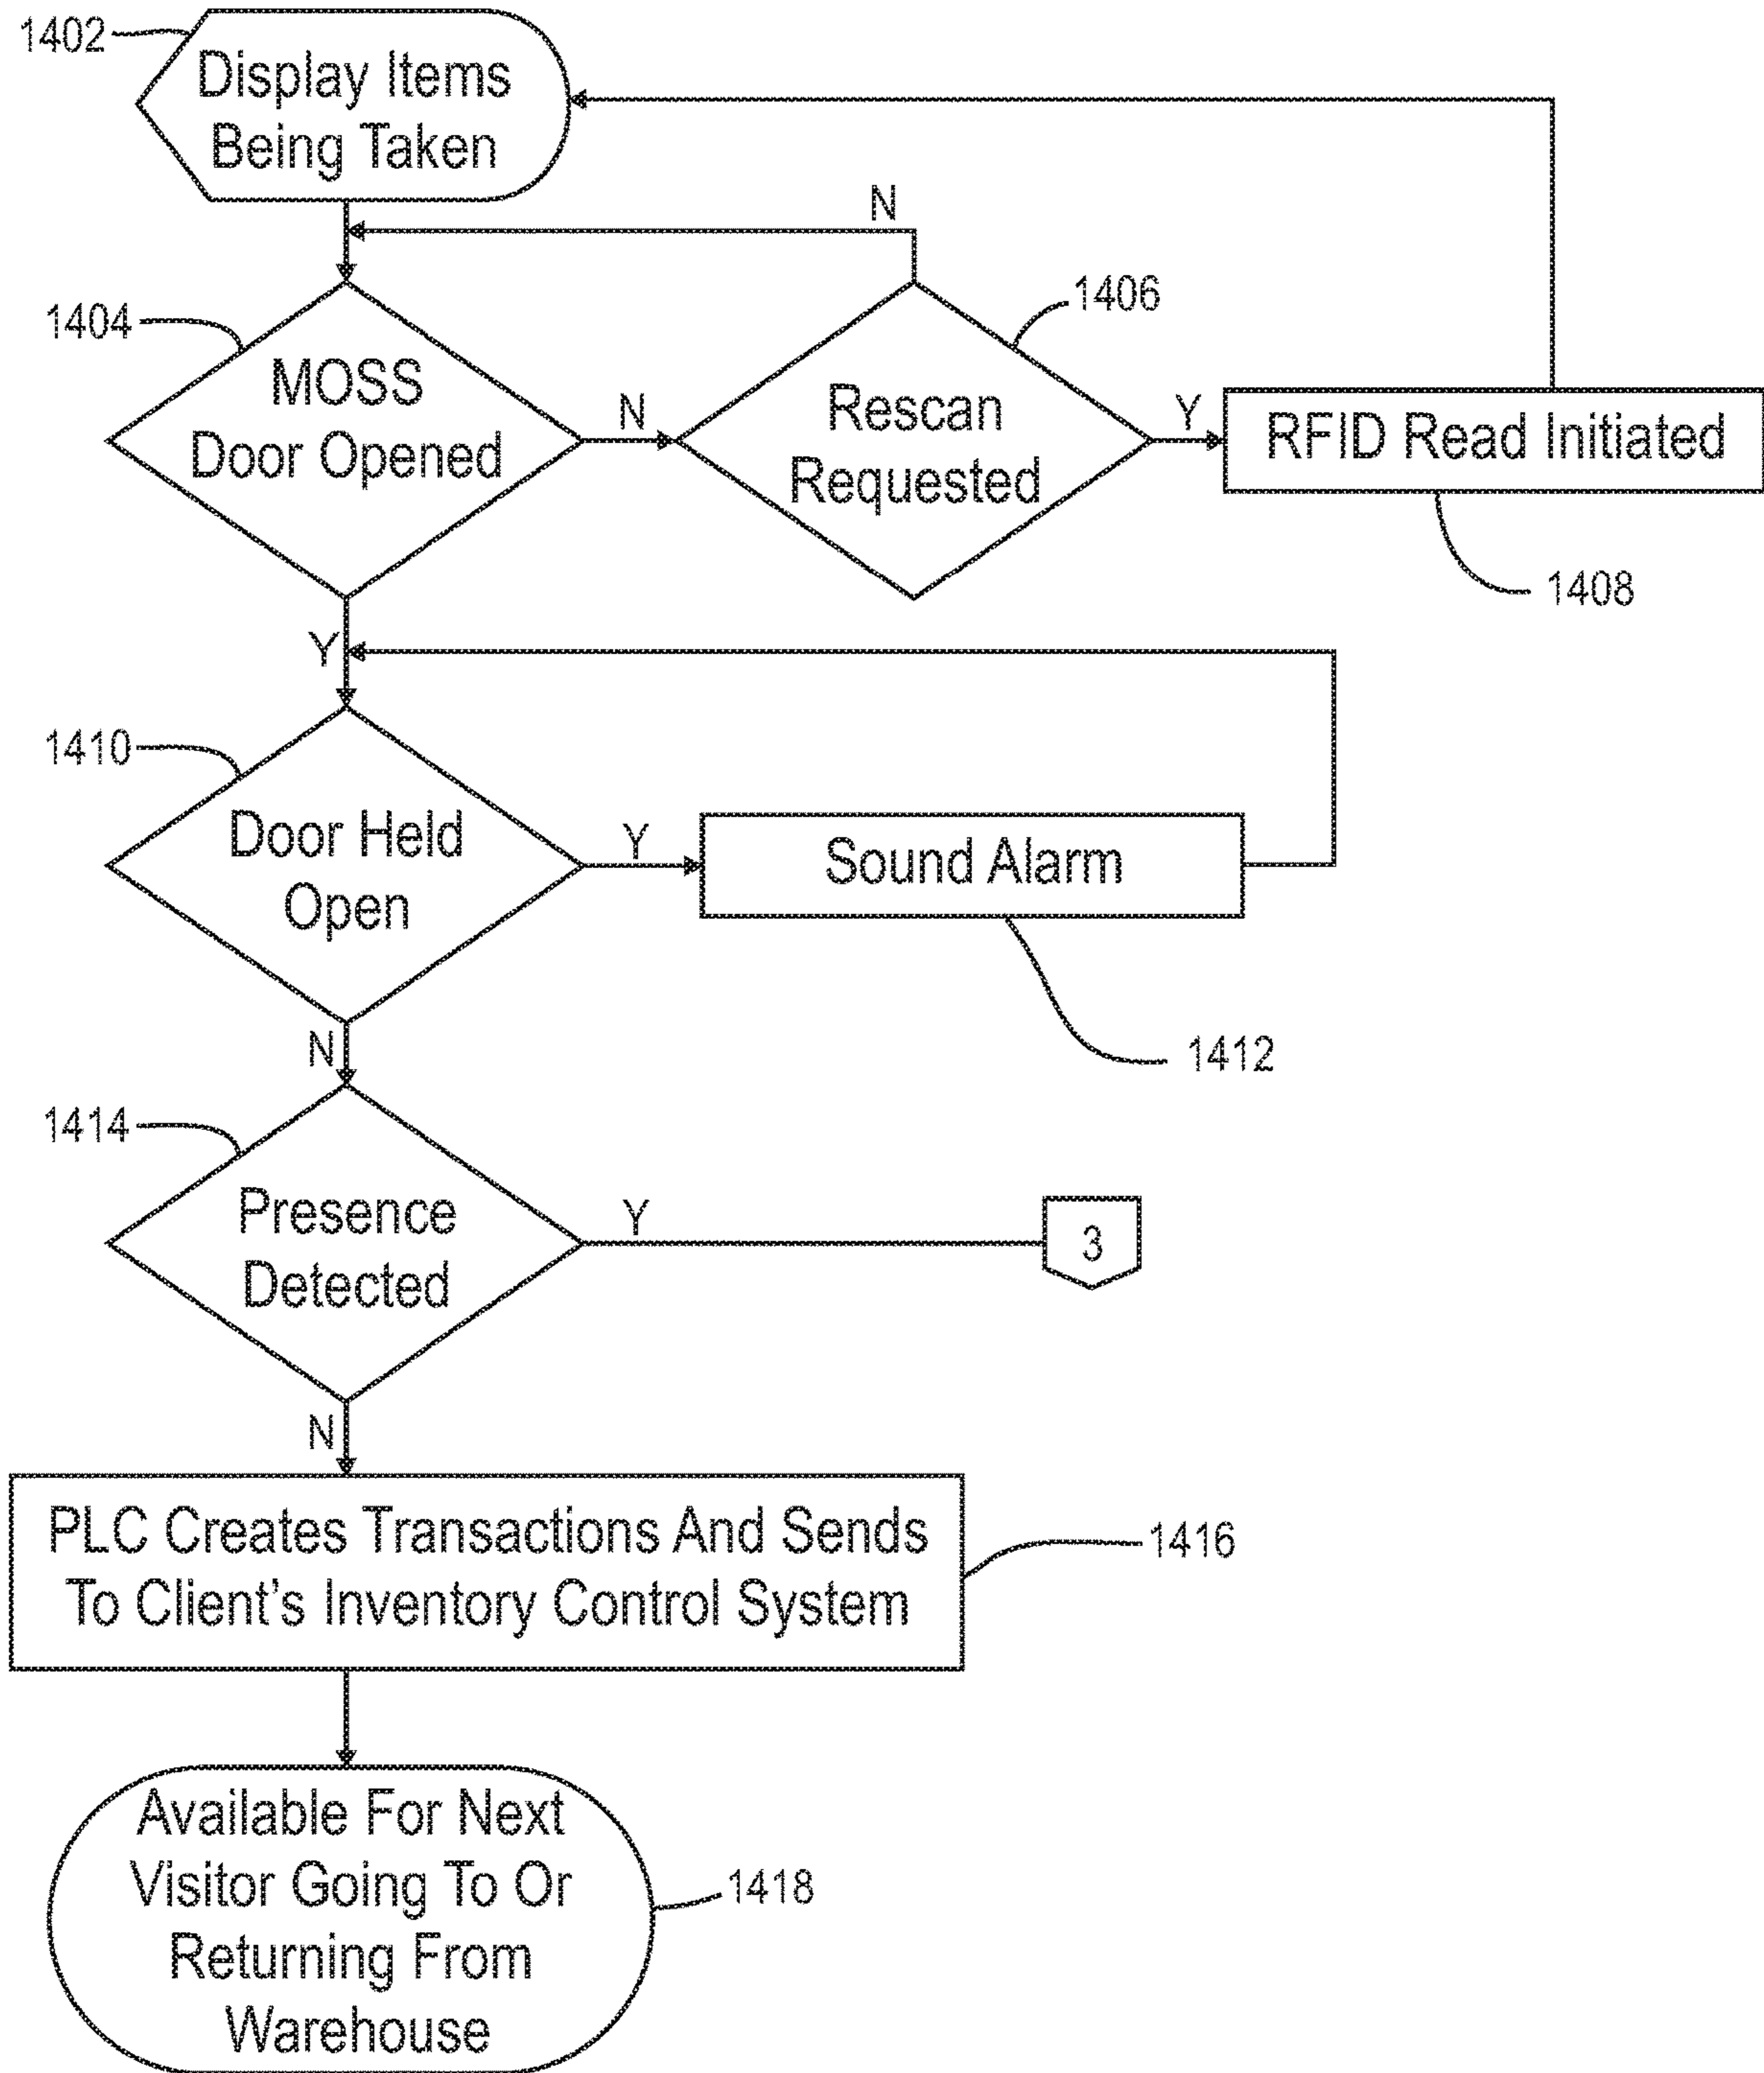 1402
Display Items
Being Taken
N
1404
MOSS
Door Opened
N
1406
Rescan
Requested
Y
RFID Read Initiated
1408
Y
1410
Door Held
Open
Y
Sound Alarm
1412
N
1414
Presence
Detected
Y
3
N
PLC Creates Transactions And Sends
To Client's Inventory Control System
1416
Available For Next
Visitor Going To Or
Returning From
Warehouse
1418